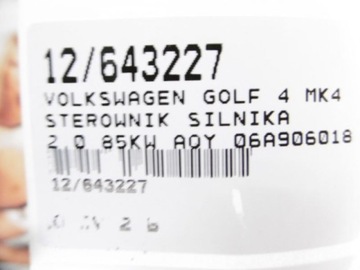 12/643227
VOLKSWAGEN GOLF 4 MK4
STEROWNIK SILNIKA
2.0 85KW AQY 06A906018
12/643227